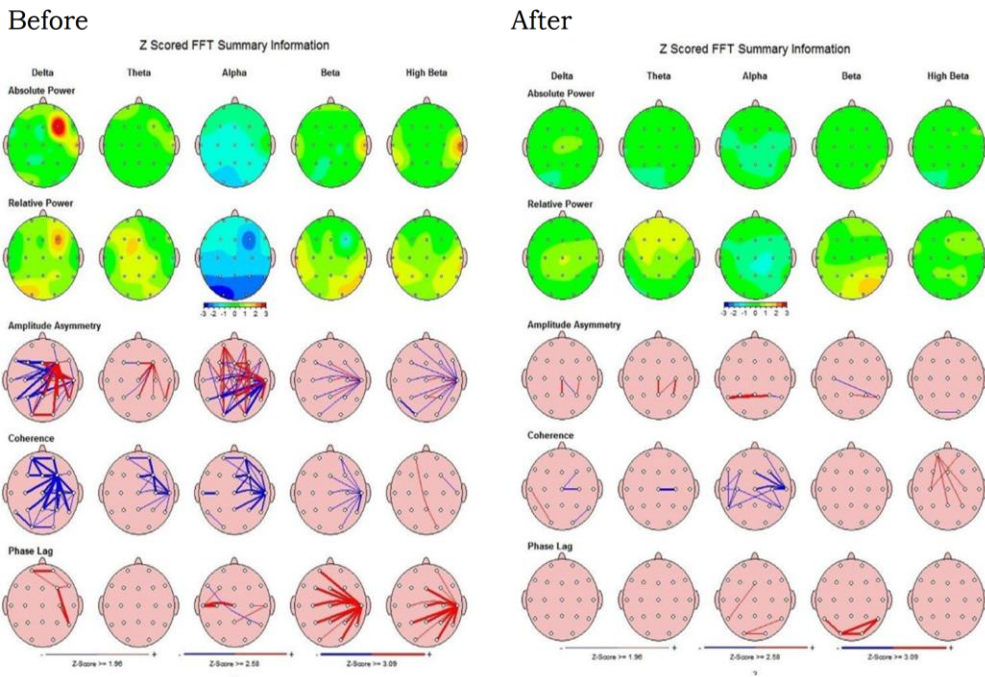 Before
Z Scored FFT Summary Information
Delta Theta Alpha Beta High Beta
Absolute Power
Relative Power
-3 -2 -1 0 1 2 3
Amplitude Asymmetry
Coherence
Phase Lag
- + - + - +
Z-Score >= 1.96 Z-Score >= 2.58 Z-Score >= 3.09
After
Z Scored FFT Summary Information
Delta Theta Alpha Beta High Beta
Absolute Power
Relative Power
-3 -2 -1 0 1 2 3
Amplitude Asymmetry
Coherence
Phase Lag
- + - + - +
Z-Score >= 1.96 Z-Score >= 2.58 Z-Score >= 3.09